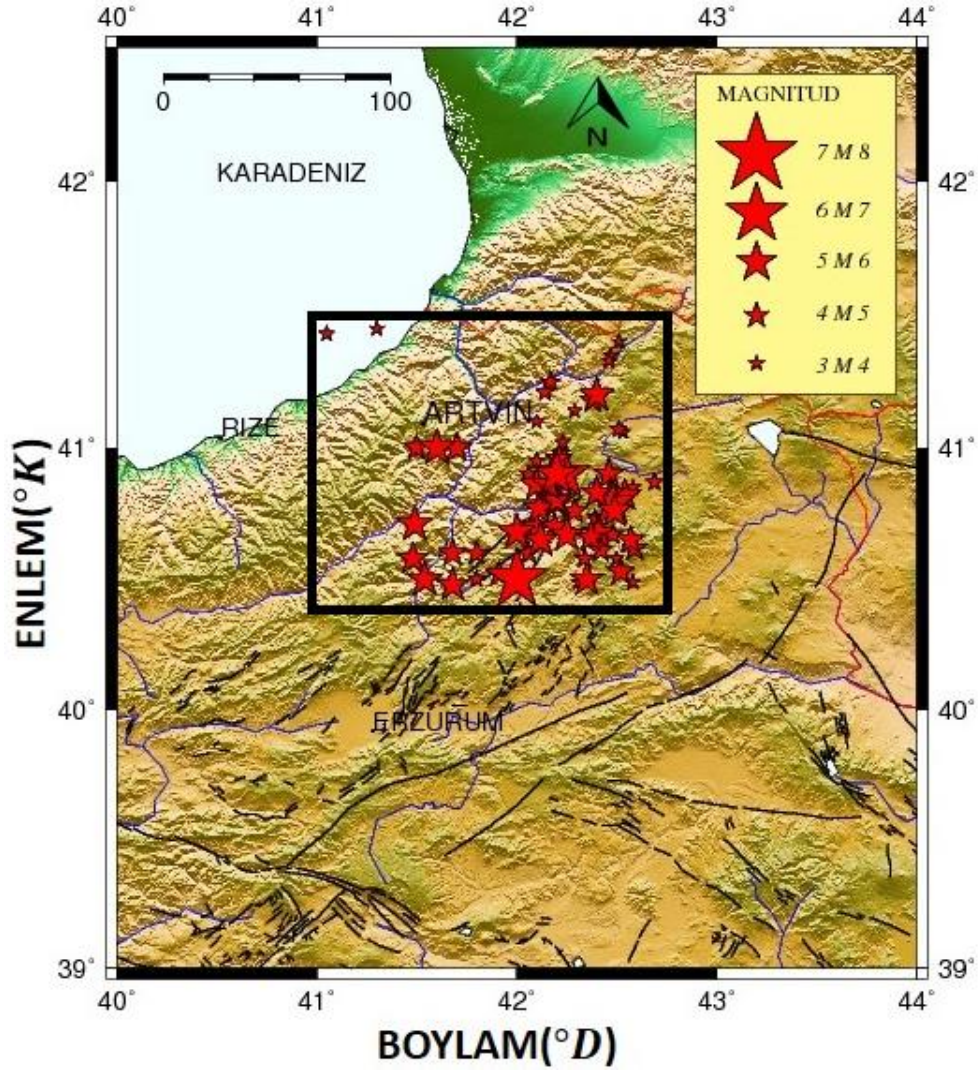 40° 41° 42° 43° 44°
0 100
N
MAGNITUD
7 M 8
6 M 7
5 M 6
4 M 5
3 M 4
KARADENIZ
42° 42°
ARTVIN
RIZE
41° 41°
ENLEM(°K)
40° 40°
ERZURUM
39° 39°
40° 41° 42° 43° 44°
BOYLAM(°D)